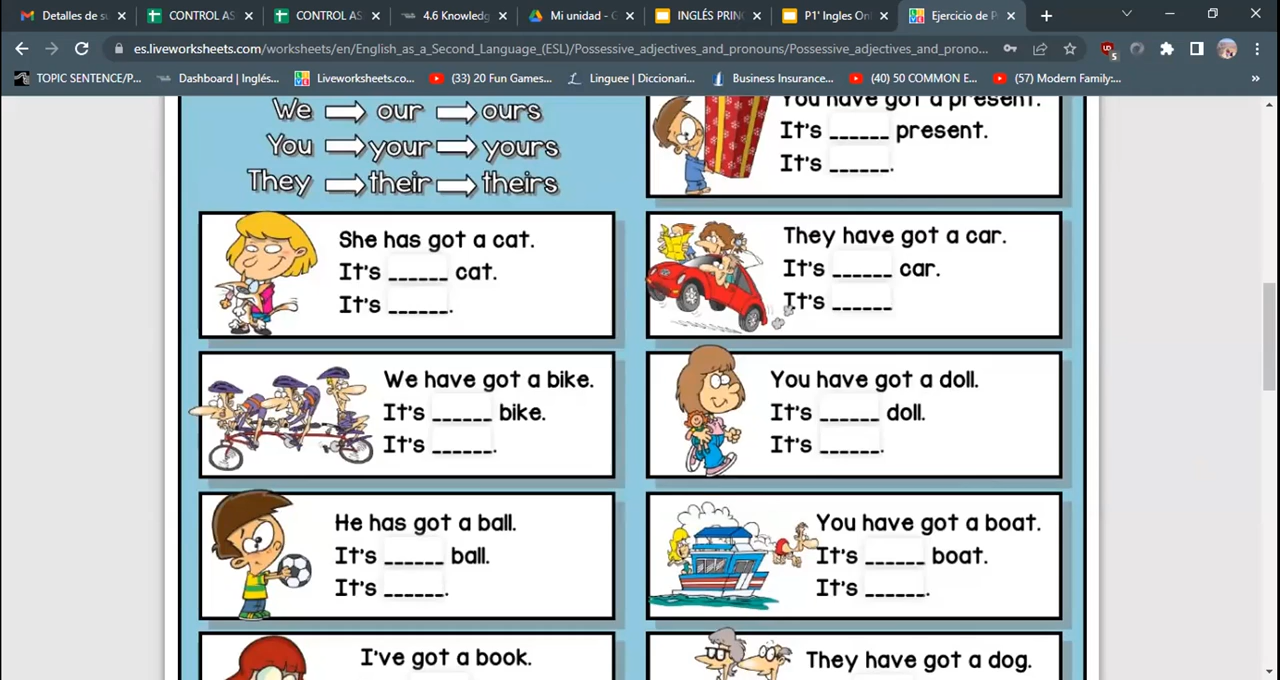 Detalles de su
CONTROL AS
CONTROL AS
4.6 Knowledg
Mi unidad - G
INGLÉS PRINC
P1' Ingles Onl
Ejercicio de P
es.liveworksheets.com/worksheets/en/English_as_a_Second_Language_(ESL)/Possessive_adjectives_and_pronouns/Possessive_adjectives_and_prono...
5
TOPIC SENTENCE/P...
Dashboard | Inglés...
Liveworksheets.co...
(33) 20 Fun Games...
Linguee | Diccionari...
Business Insurance...
(40) 50 COMMON E...
(57) Modern Family:...
»
We our ours
You your yours
They their theirs
You have got a present.
It's ______ present.
It's ______.
She has got a cat.
It's ______ cat.
It's ______.
They have got a car.
It's ______ car.
It's ______
We have got a bike.
It's ______ bike.
It's ______.
You have got a doll.
It's ______ doll.
It's ______.
He has got a ball.
It's ______ ball.
It's ______.
You have got a boat.
It's ______ boat.
It's ______.
I've got a book.
They have got a dog.